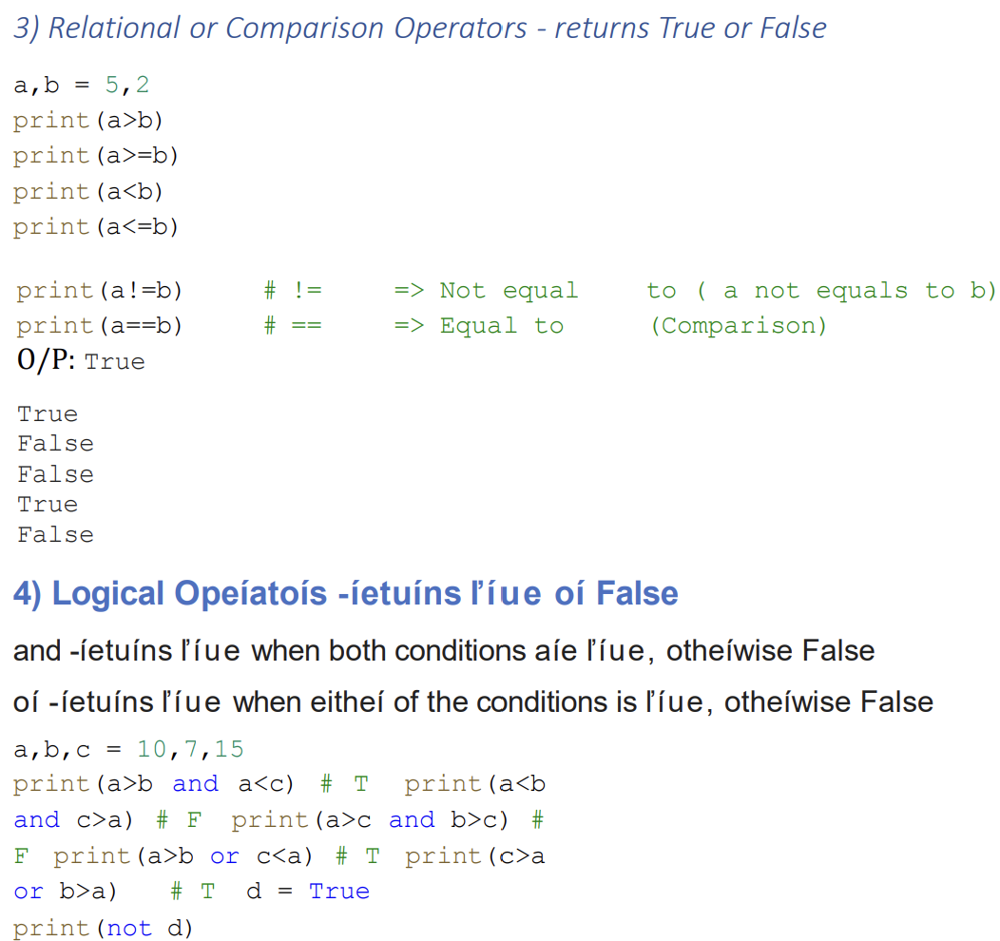 3) Relational or Comparison Operators - returns True or False
a,b = 5,2
print(a>b)
print(a>=b)
print(a<b)
print(a<=b)
print(a!=b) # != => Not equal to ( a not equals to b)
print(a==b) # == => Equal to (Comparison)
O/P: True
True
False
False
True
False
4) Logical Opeíatoís -íetuíns ľíue oí False
and -íetuíns ľíue when both conditions aíe ľíue, otheíwise False
oí -íetuíns ľíue when eitheí of the conditions is ľíue, otheíwise False
a,b,c = 10,7,15
print(a>b and a<c) # T print(a<b
and c>a) # F print(a>c and b>c) #
F print(a>b or c<a) # T print(c>a
or b>a) # T d = True
print(not d)